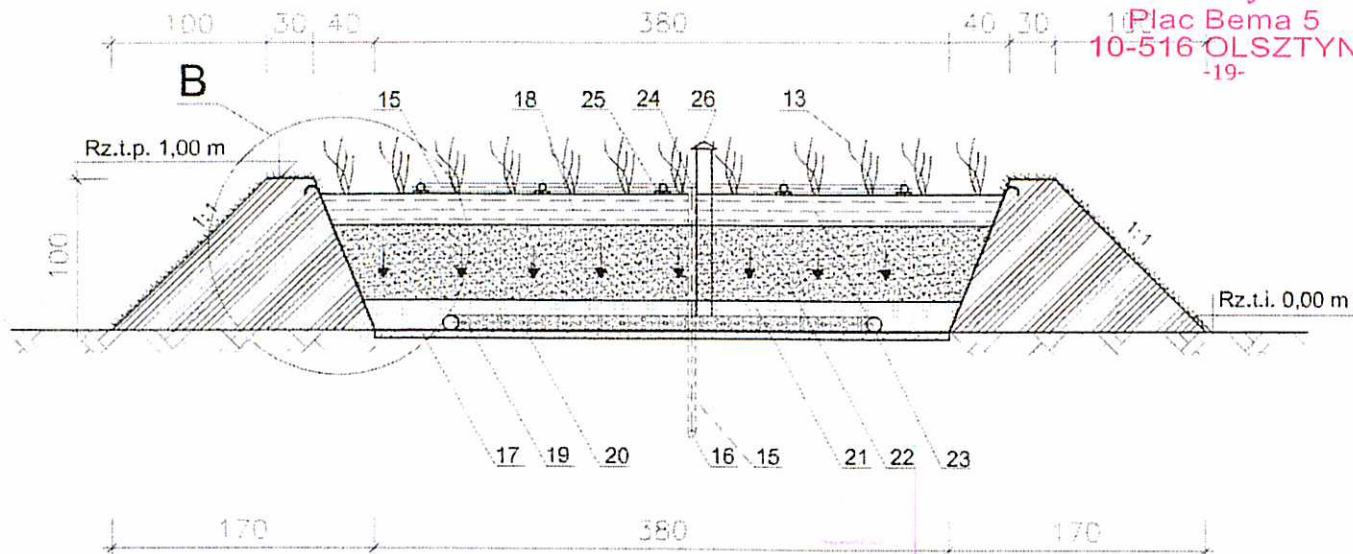 100 30 40 380 40 30 100
Plac Bema 5
10-516 OLSZTYN
-19-
B
15 18 25 24 26 13
Rz.t.p. 1,00 m
1:1
1:1
100
Rz.t.i. 0,00 m
17 19 20 16 15 21 22 23
170 380 170